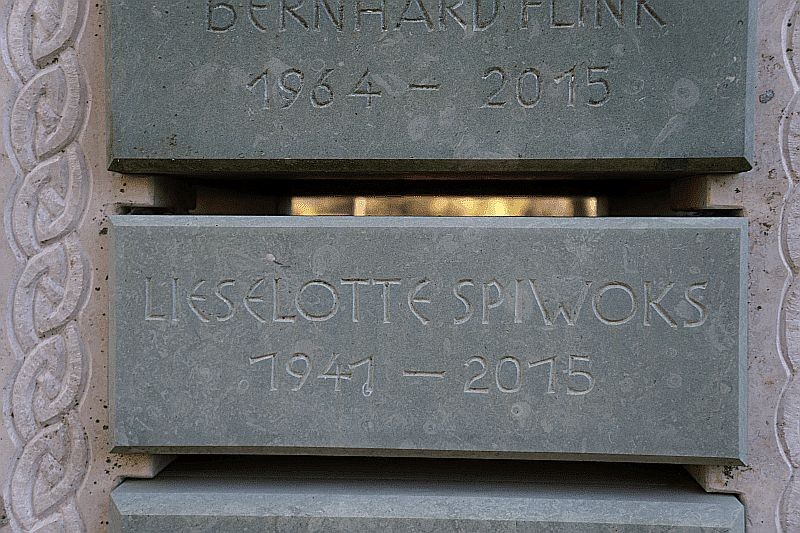 BERNHARD FLINK
1964 – 2015
LIESELOTTE SPIWOKS
1941 – 2015